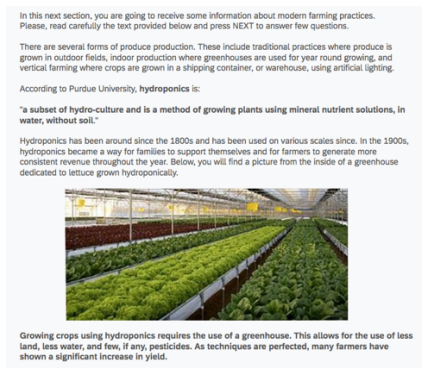 In this next section, you are going to receive some information about modern farming practices.
Please, read carefully the text provided below and press NEXT to answer few questions.
There are several forms of produce production. These include traditional practices where produce is
grown in outdoor fields, indoor production where greenhouses are used for year round growing, and
vertical farming where crops are grown in a shipping container, or warehouse, using artificial lighting.
According to Purdue University, hydroponics is:
"a subset of hydro-culture and is a method of growing plants using mineral nutrient solutions, in
water, without soil."
Hydroponics has been around since the 1800s and has been used on various scales since. In the 1900s,
hydroponics became a way for families to support themselves and for farmers to generate more
consistent revenue throughout the year. Below, you will find a picture from the inside of a greenhouse
dedicated to lettuce grown hydroponically.
Growing crops using hydroponics requires the use of a greenhouse. This allows for the use of less
land, less water, and few, if any, pesticides. As techniques are perfected, many farmers have
shown a significant increase in yield.